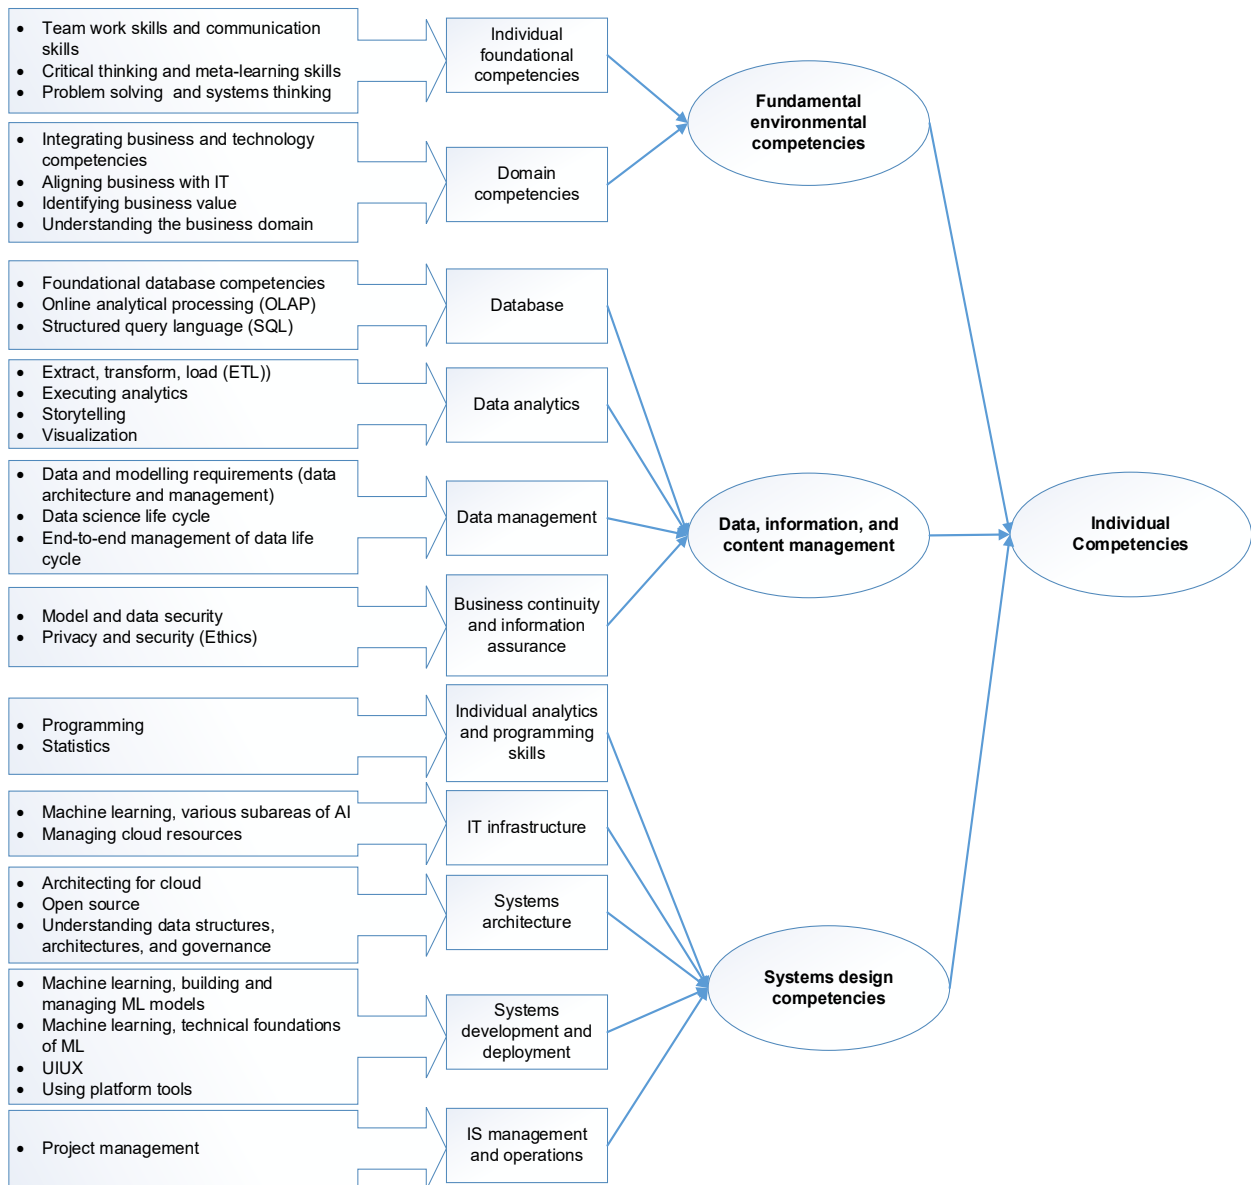 • Team work skills and communication
skills
• Critical thinking and meta-learning skills
• Problem solving and systems thinking
Individual
foundational
competencies
• Integrating business and technology
competencies
• Aligning business with IT
• Identifying business value
• Understanding the business domain
Domain
competencies
Fundamental
environmental
competencies
• Foundational database competencies
• Online analytical processing (OLAP)
• Structured query language (SQL)
Database
• Extract, transform, load (ETL))
• Executing analytics
• Storytelling
• Visualization
Data analytics
• Data and modelling requirements (data
architecture and management)
• Data science life cycle
• End-to-end management of data life
cycle
Data management
• Model and data security
• Privacy and security (Ethics)
Business continuity
and information
assurance
Data, information, and
content management
Individual
Competencies
• Programming
• Statistics
Individual analytics
and programming
skills
• Machine learning, various subareas of AI
• Managing cloud resources
IT infrastructure
• Architecting for cloud
• Open source
• Understanding data structures,
architectures, and governance
Systems
architecture
• Machine learning, building and
managing ML models
• Machine learning, technical foundations
of ML
• UIUX
• Using platform tools
Systems
development and
deployment
• Project management
IS management
and operations
Systems design
competencies